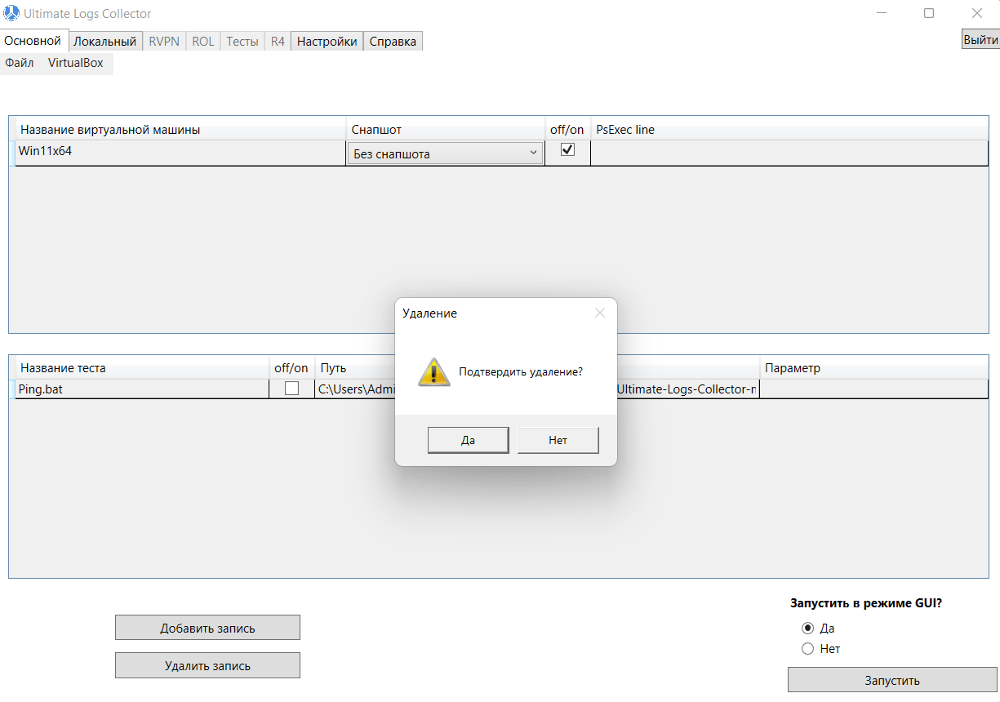 Ultimate Logs Collector
Основной Локальный RVPN ROL Тесты R4 Настройки Справка Выйти
Файл VirtualBox
Название виртуальной машины Снапшот off/on PsExec line
Win11x64 Без снапшота
Удаление
Подтвердить удаление?
Да Нет
Название теста off/on Путь Параметр
Ping.bat C:\Users\Admi Ultimate-Logs-Collector-r
Запустить в режиме GUI?
Да
Нет
Добавить запись
Удалить запись
Запустить